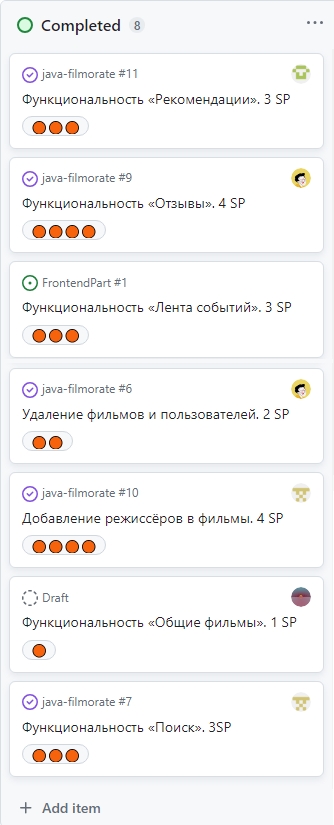 Completed 8
java-filmorate #11
Функциональность «Рекомендации». 3 SP
java-filmorate #9
Функциональность «Отзывы». 4 SP
FrontendPart #1
Функциональность «Лента событий». 3 SP
java-filmorate #6
Удаление фильмов и пользователей. 2 SP
java-filmorate #10
Добавление режиссёров в фильмы. 4 SP
Draft
Функциональность «Общие фильмы». 1 SP
java-filmorate #7
Функциональность «Поиск». 3SP
+ Add item